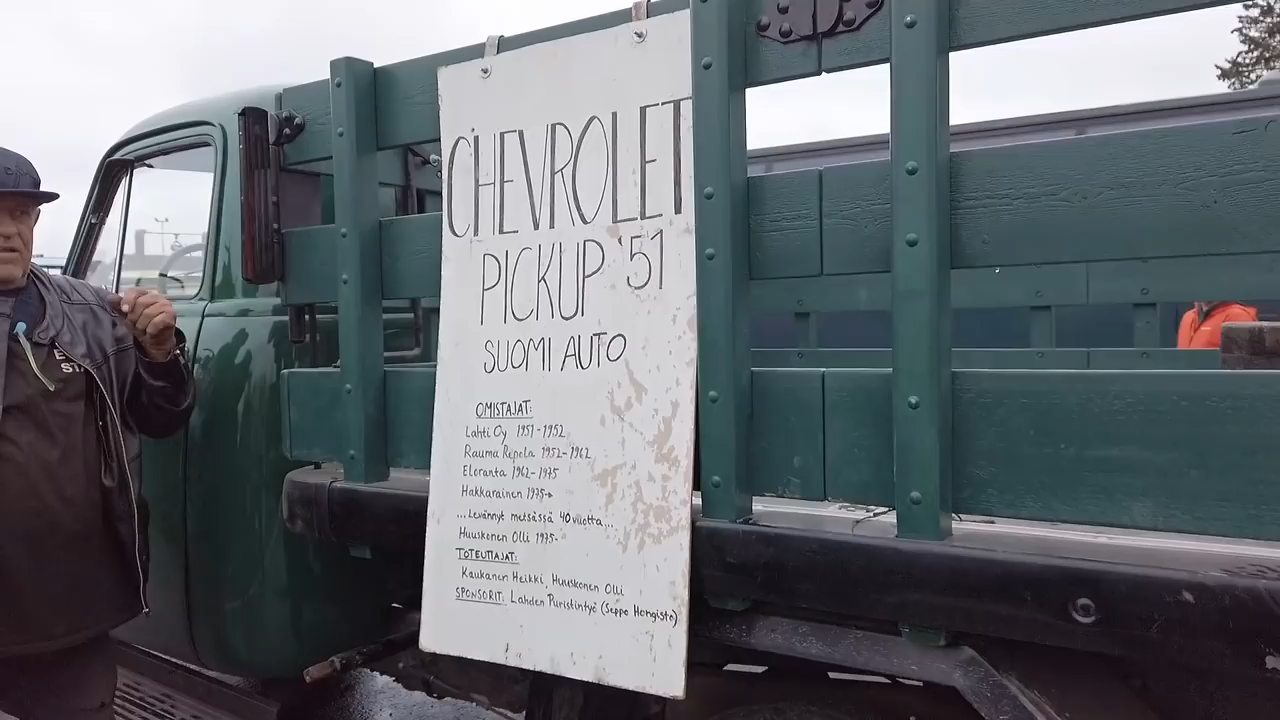 CHEVROLET
PICKUP '51
SUOMI AUTO
OMISTAJAT:
Lahti Oy 1951-1952
Rauma Repola 1952-1962
Eloranta 1962-1975
Hakkarainen 1975→
...Levännyt metsässä 40 vuotta...
Huuskonen Olli 1975-
TOTEUTTAJAT:
Kaukanen Heikki, Huuskonen Olli
SPONSORIT: Lahden Puristintyö (Seppo Hongisto)